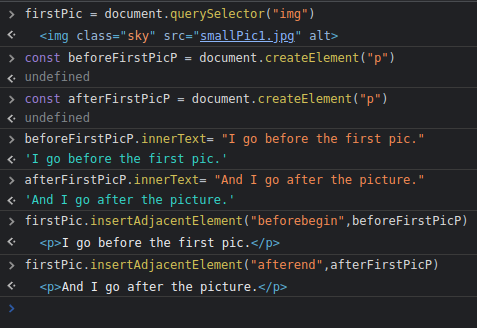 firstPic = document.querySelector("img")
<img class="sky" src="smallPic1.jpg" alt>
const beforeFirstPicP = document.createElement("p")
undefined
const afterFirstPicP = document.createElement("p")
undefined
beforeFirstPicP.innerText= "I go before the first pic."
'I go before the first pic.'
afterFirstPicP.innerText= "And I go after the picture."
'And I go after the picture.'
firstPic.insertAdjacentElement("beforebegin",beforeFirstPicP)
<p>I go before the first pic.</p>
firstPic.insertAdjacentElement("afterend",afterFirstPicP)
<p>And I go after the picture.</p>